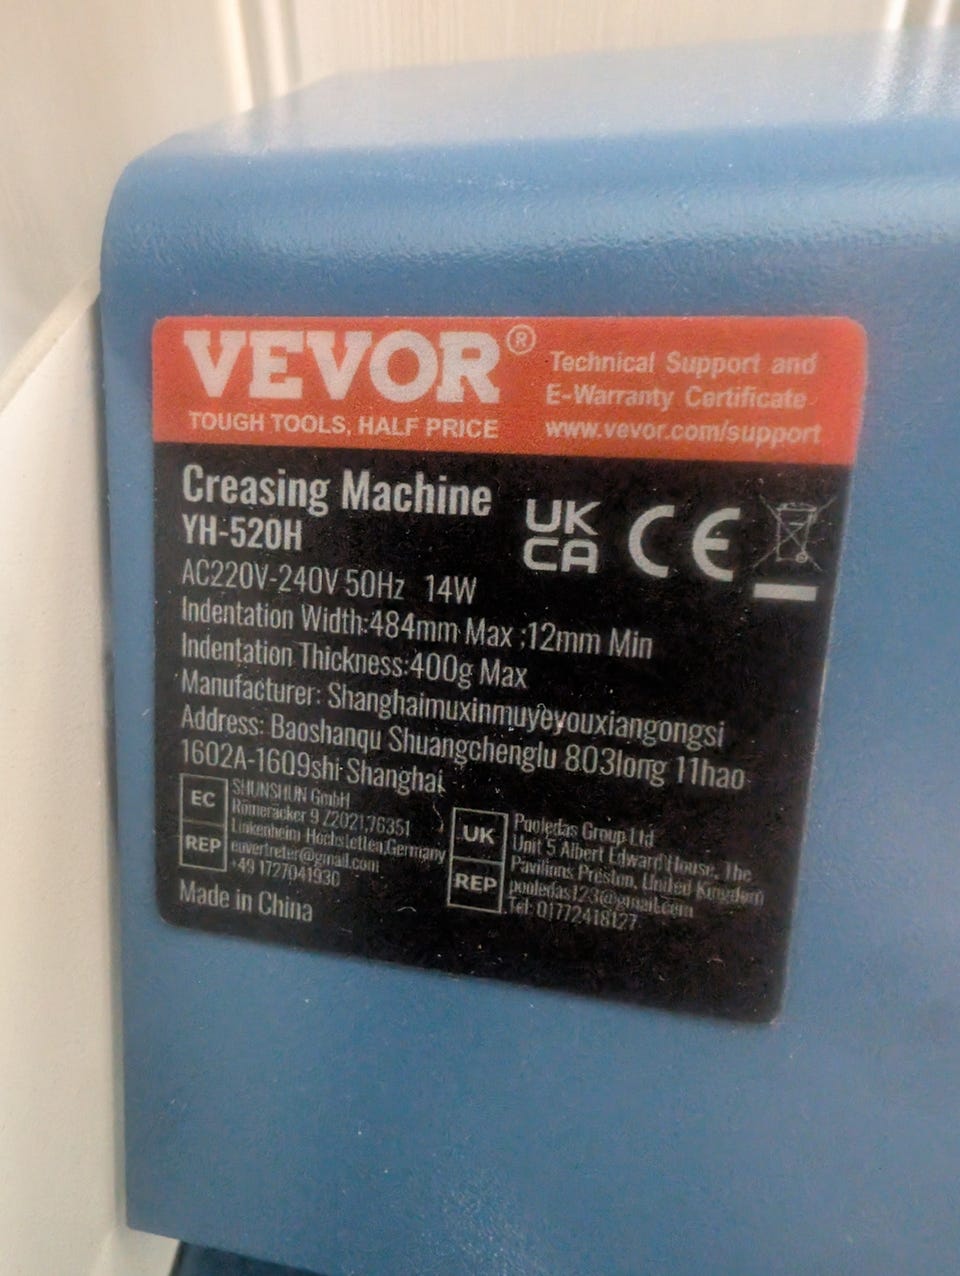 VEVOR®
TOUGH TOOLS, HALF PRICE
Technical Support and
E-Warranty Certificate
www.vevor.com/support
Creasing Machine
YH-520H
UK
CA
CE
AC220V-240V 50Hz 14W
Indentation Width:484mm Max ;12mm Min
Indentation Thickness:400g Max
Manufacturer: Shanghaimuxinmuyeyouxiangongsi
Address: Baoshanqu Shuangchenglu 803long 11hao
1602A-1609shi Shanghai
EC
REP
SHUNSHUN GmbH
Römeräcker 9 Z2021,76351
Linkenheim-Hochstetten,Germany
euvertreter@gmail.com
+49 1727041930
UK
REP
Pooledas Group Ltd
Unit 5 Albert Edward House, The
Pavilions Preston, United Kingdom
pooledas123@gmail.com
Tel: 01772418127
Made in China